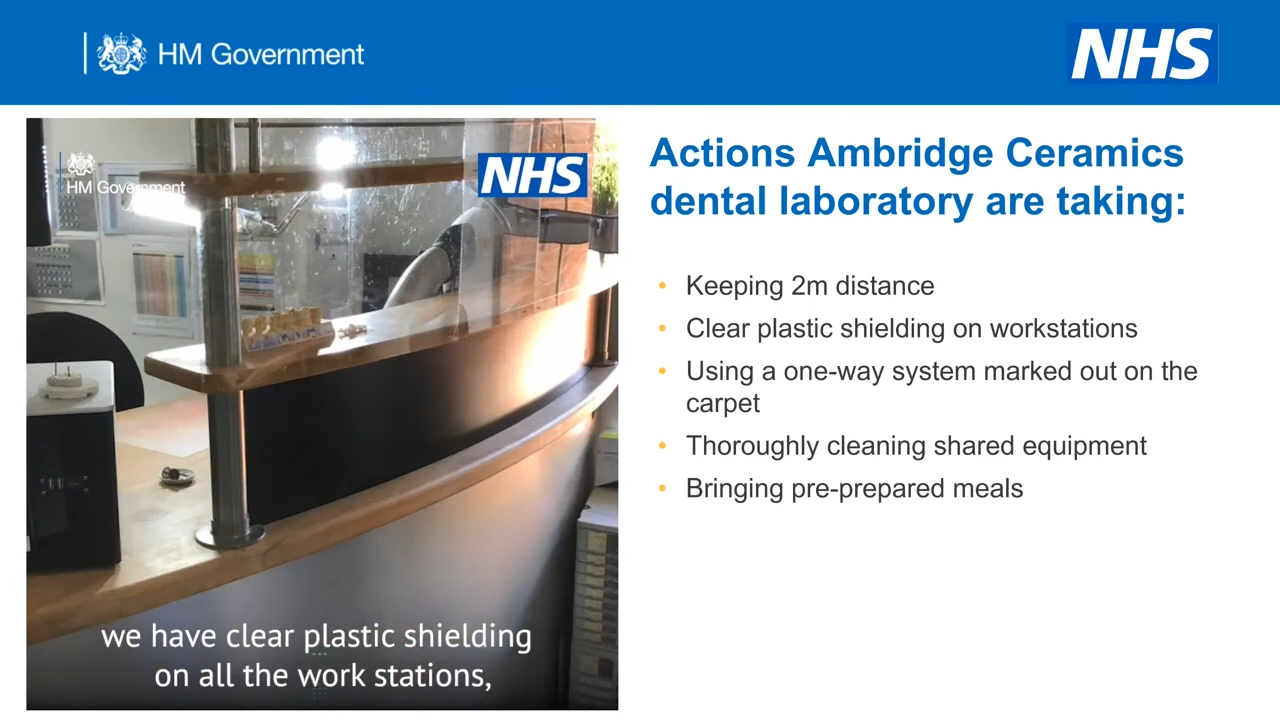 HM Government
NHS
HM Government
NHS
Actions Ambridge Ceramics
dental laboratory are taking:
• Keeping 2m distance
• Clear plastic shielding on workstations
• Using a one-way system marked out on the
carpet
• Thoroughly cleaning shared equipment
• Bringing pre-prepared meals
we have clear plastic shielding
on all the work stations,